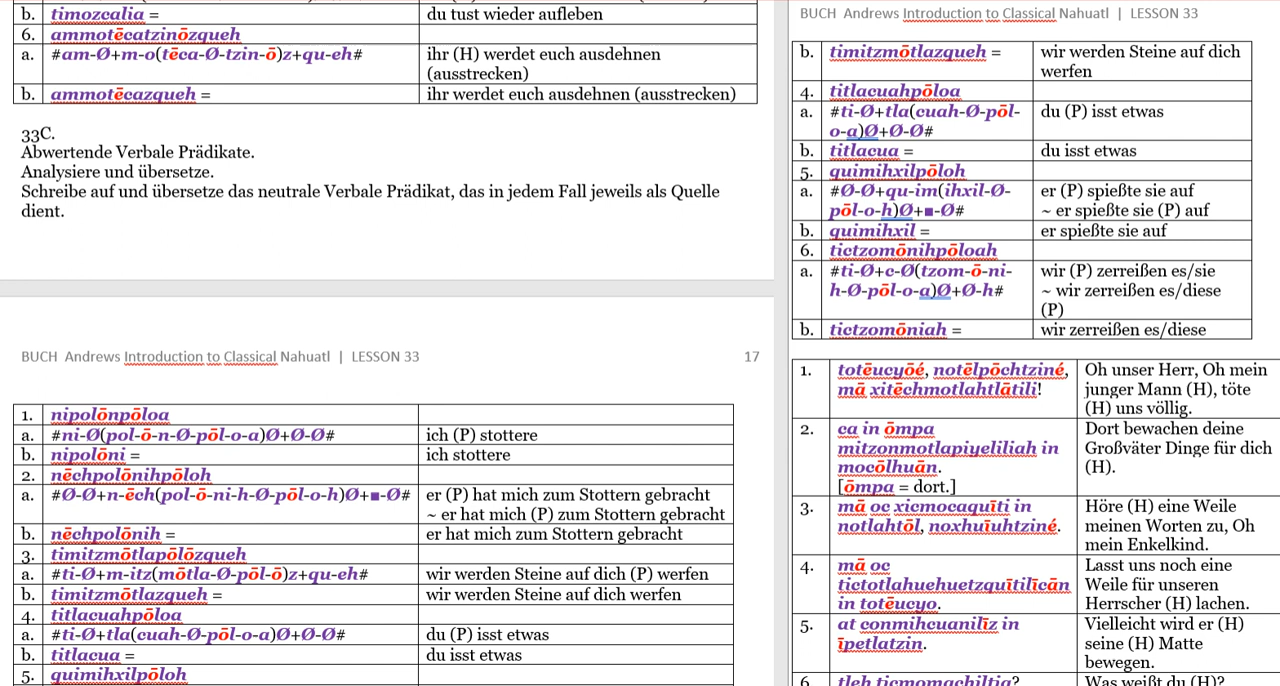 b. timozcalia = du tust wieder aufleben
6. ammotēcatzinōzqueh
a. #am-Ø+m-o(tēca-Ø-tzin-ō)z+qu-eh# ihr (H) werdet euch ausdehnen
(ausstrecken)
b. ammotēcazqueh = ihr werdet euch ausdehnen (ausstrecken)
33C.
Abwertende Verbale Prädikate.
Analysiere und übersetze.
Schreibe auf und übersetze das neutrale Verbale Prädikat, das in jedem Fall jeweils als Quelle
dient.
BUCH Andrews Introduction to Classical Nahuatl | LESSON 33 17
1. nipolōnpōloa
a. #ni-Ø(pol-ō-n-Ø-pōl-o-a)Ø+Ø-Ø# ich (P) stottere
b. nipolōni = ich stottere
2. nēchpolōnihpōloh
a. #Ø-Ø+n-ēch(pol-ō-ni-h-Ø-pōl-o-h)Ø+■-Ø# er (P) hat mich zum Stottern gebracht
~ er hat mich (P) zum Stottern gebracht
b. nēchpolōnih = er hat mich zum Stottern gebracht
3. timitzmōtlapōlōzqueh
a. #ti-Ø+m-itz(mōtla-Ø-pōl-ō)z+qu-eh# wir werden Steine auf dich (P) werfen
b. timitzmōtlazqueh = wir werden Steine auf dich werfen
4. titlacuahpōloa
a. #ti-Ø+tla(cuah-Ø-pōl-o-a)Ø+Ø-Ø# du (P) isst etwas
b. titlacua = du isst etwas
5. quimihxilpōloh
BUCH Andrews Introduction to Classical Nahuatl | LESSON 33
b. timitzmōtlazqueh = wir werden Steine auf dich
werfen
4. titlacuahpōloa
a. #ti-Ø+tla(cuah-Ø-pōl- du (P) isst etwas
o-a)Ø+Ø-Ø#
b. titlacua = du isst etwas
5. quimihxilpōloh
a. #Ø-Ø+qu-im(ihxil-Ø- er (P) spießte sie auf
pōl-o-h)Ø+■-Ø# ~ er spießte sie (P) auf
b. quimihxil = er spießte sie auf
6. tictzomōnihpōloah
a. #ti-Ø+c-Ø(tzom-ō-ni- wir (P) zerreißen es/sie
h-Ø-pōl-o-a)Ø+Ø-h# ~ wir zerreißen es/diese
(P)
b. tictzomōniah = wir zerreißen es/diese
1. totēucyōé, notēlpōchtziné, Oh unser Herr, Oh mein
mā xitēchmotlahtlātili! junger Mann (H), töte
(H) uns völlig.
2. ca in ōmpa Dort bewachen deine
mitzonmotlapiyeliliah in Großväter Dinge für dich
mocōlhuān. (H).
[ōmpa = dort.]
3. mā oc xicmocaquīti in Höre (H) eine Weile
notlahtōl, noxhuīuhtziné. meinen Worten zu, Oh
mein Enkelkind.
4. mā oc Lasst uns noch eine
tictotlahuehuetzquītilīcān Weile für unseren
in totēucyo. Herrscher (H) lachen.
5. at conmihcuanilīz in Vielleicht wird er (H)
īpetlatzin. seine (H) Matte
bewegen.
6. tleh ticmomachiltia? Was weißt du (H)?